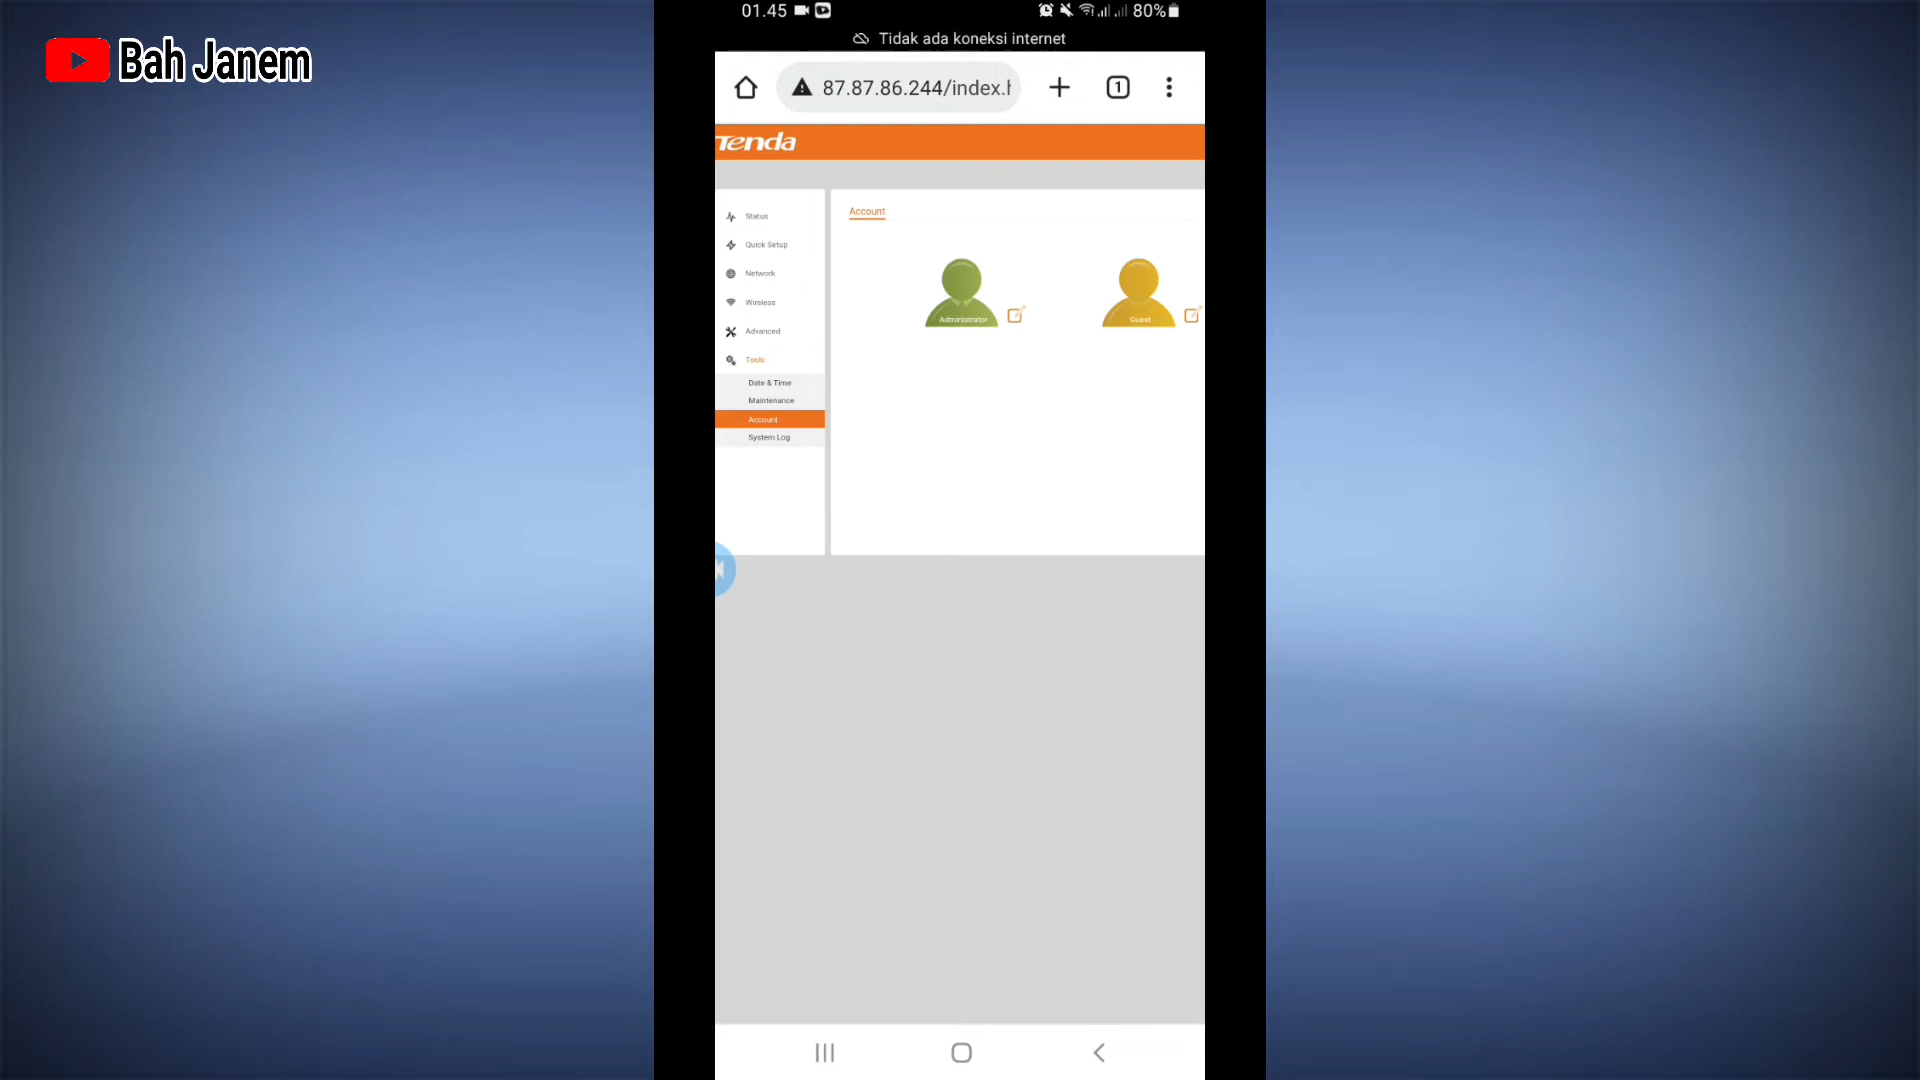 Bah Janem
01.45
80%
Tidak ada koneksi internet
87.87.86.244/index.h
1
Tenda
Status
Quick Setup
Network
Wireless
Advanced
Tools
Date & Time
Maintenance
Account
System Log
Account
Administrator
Guest